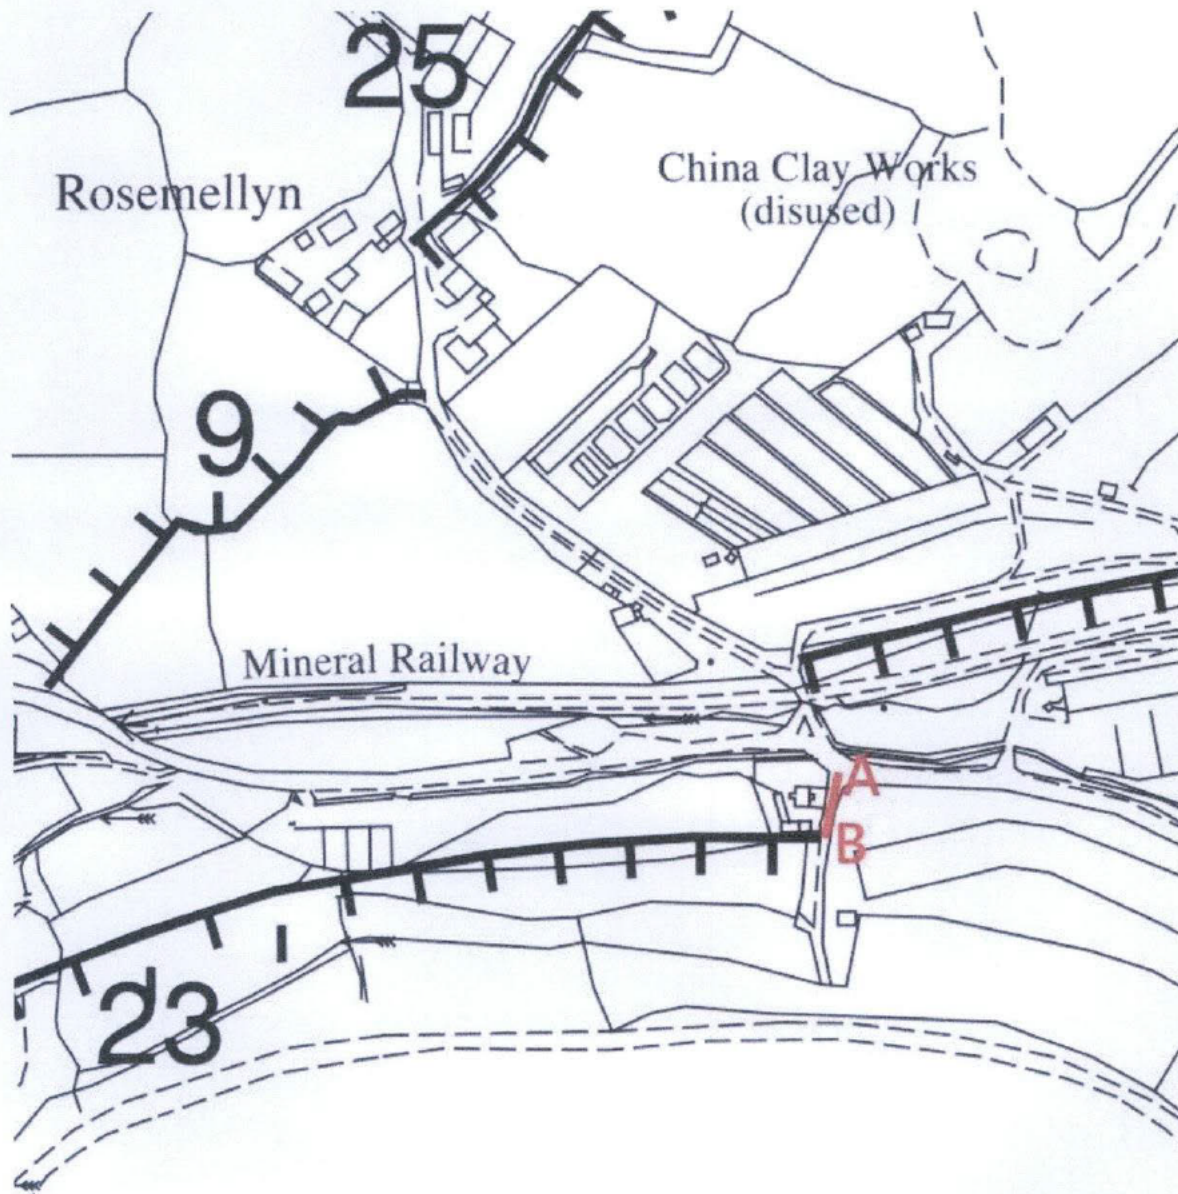 25
China Clay Works
(disused)
Rosemellyn
9
Mineral Railway
A
B
23